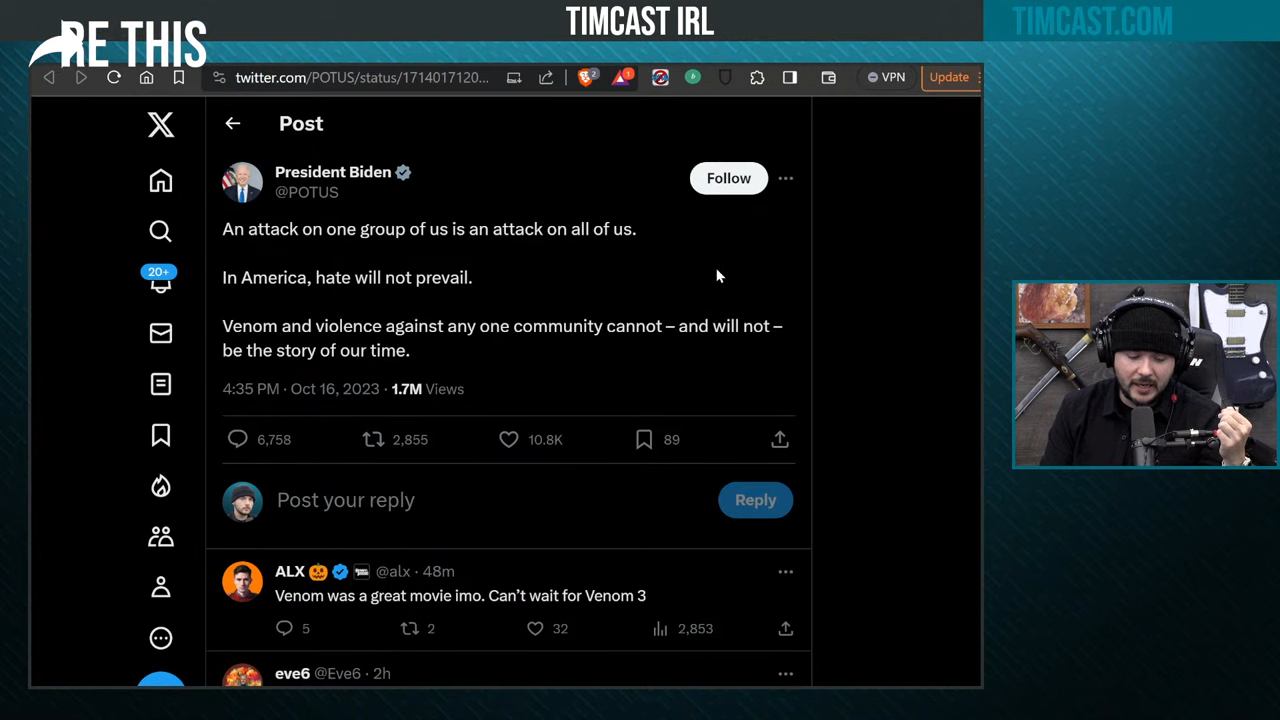 TIMCAST IRL
TIMCAST.COM
RE THIS
twitter.com/POTUS/status/1714017120...
2
1
VPN
Update
Post
President Biden
@POTUS
Follow
An attack on one group of us is an attack on all of us.
In America, hate will not prevail.
Venom and violence against any one community cannot – and will not –
be the story of our time.
4:35 PM · Oct 16, 2023 · 1.7M Views
20+
6,758 2,855 10.8K 89
Post your reply
Reply
ALX @alx · 48m
Venom was a great movie imo. Can't wait for Venom 3
5 2 32 2,853
eve6 @Eve6 · 2h